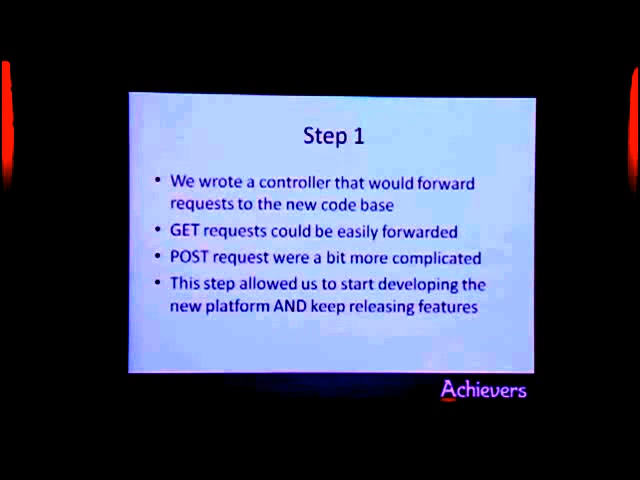 Step 1
• We wrote a controller that would forward
requests to the new code base
• GET requests could be easily forwarded
• POST request were a bit more complicated
• This step allowed us to start developing the
new platform AND keep releasing features
Achievers